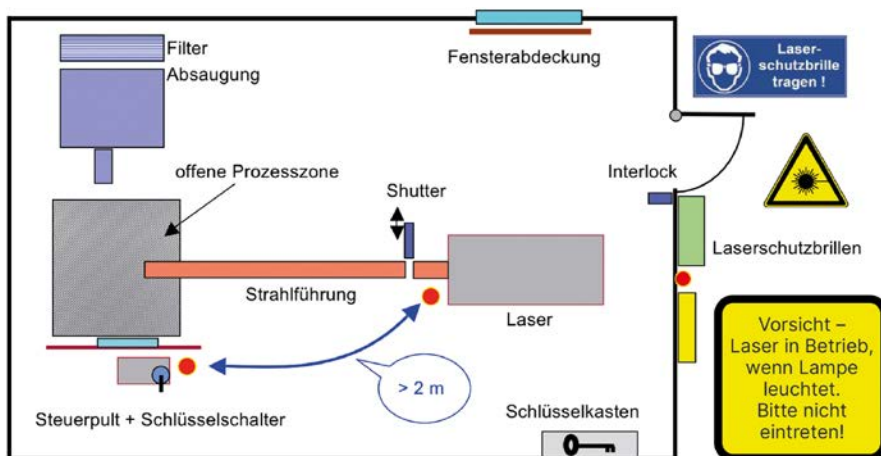 Filter
Absaugung
Fensterabdeckung
Laser-
schutzbrille
tragen !
offene Prozesszone
Shutter
Interlock
Laserschutzbrillen
Strahlführung
Laser
> 2 m
Steuerpult + Schlüsselschalter
Schlüsselkasten
Vorsicht –
Laser in Betrieb,
wenn Lampe
leuchtet.
Bitte nicht
eintreten!